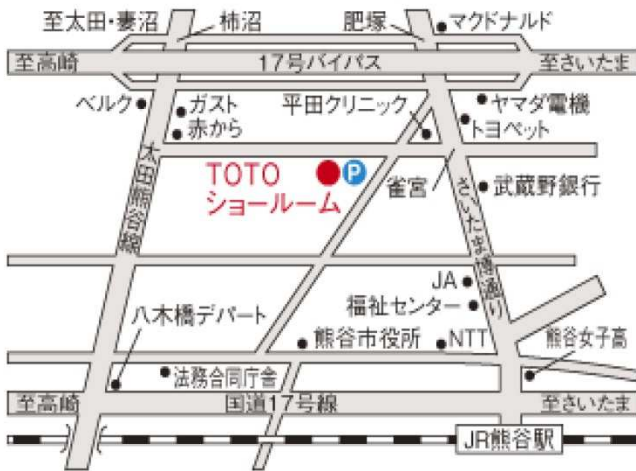 至太田・妻沼
柿沼
肥塚
マクドナルド
至高崎
17号バイパス
至さいたま
ベルク
ガスト
赤から
平田クリニック
ヤマダ電機
トヨペット
太田熊谷線
TOTO
ショールーム
P
雀宮
さいたま博通り
武蔵野銀行
JA
福祉センター
八木橋デパート
熊谷市役所
NTT
熊谷女子高
法務合同庁舎
至高崎
国道17号線
至さいたま
JR熊谷駅